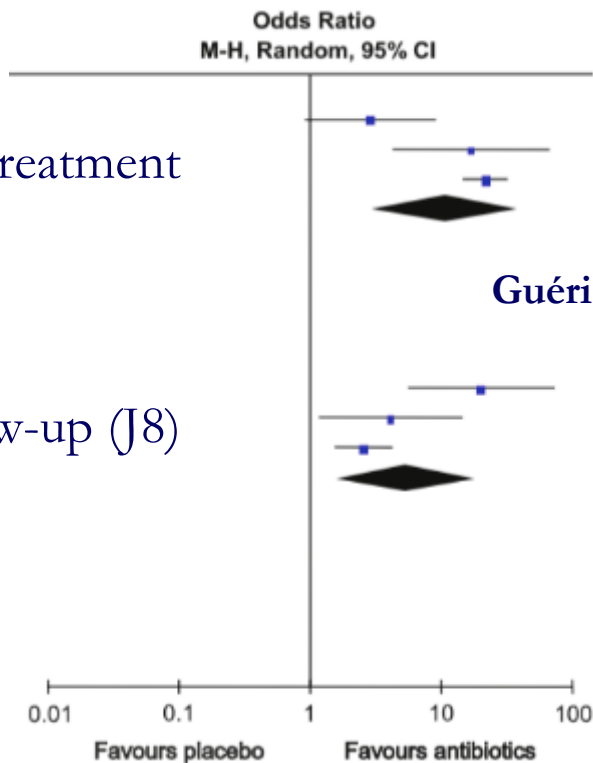 Odds Ratio
M-H, Random, 95% CI
reatment
Guéri
w-up (J8)
0.01 0.1 1 10 100
Favours placebo Favours antibiotics